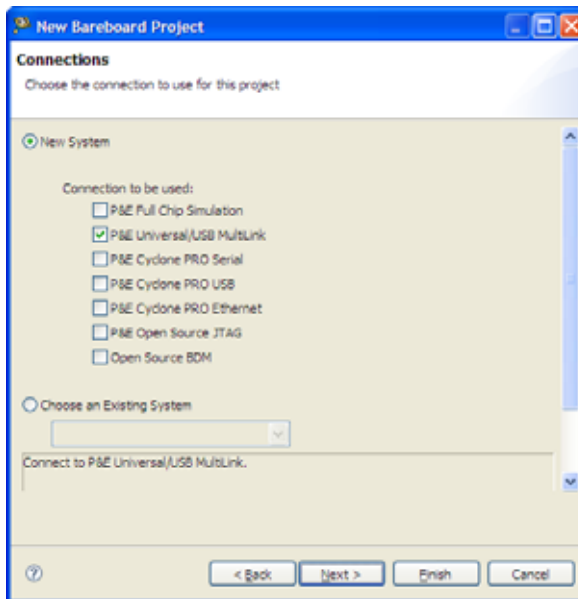 New Bareboard Project
Connections
Choose the connection to use for this project
New System
Connection to be used:
P&E Full Chip Simulation
P&E Universal/USB MultiLink
P&E Cyclone PRO Serial
P&E Cyclone PRO USB
P&E Cyclone PRO Ethernet
P&E Open Source JTAG
Open Source BDM
Choose an Existing System
Connect to P&E Universal/USB MultiLink.
? < Back Next > Finish Cancel